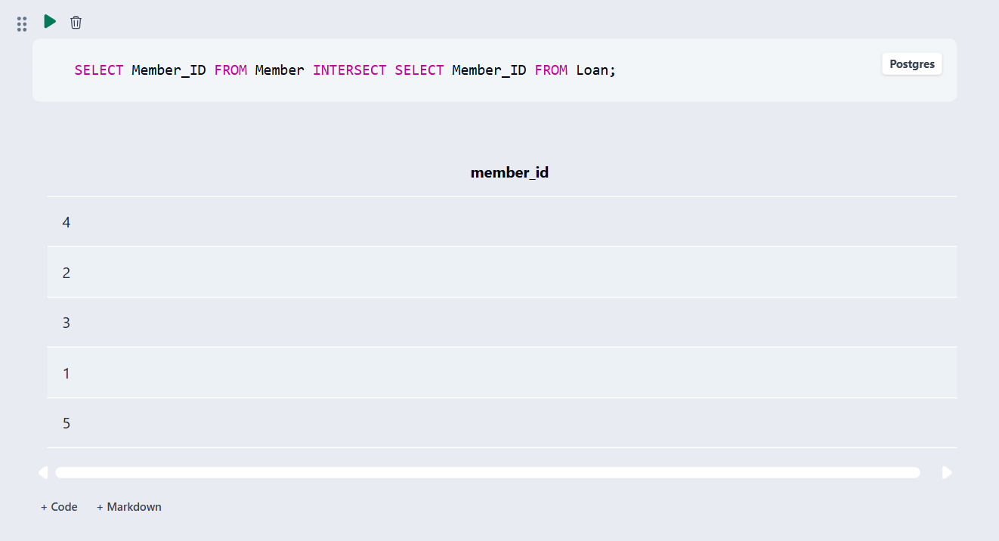 SELECT Member_ID FROM Member INTERSECT SELECT Member_ID FROM Loan;
Postgres
member_id
4
2
3
1
5
+ Code + Markdown